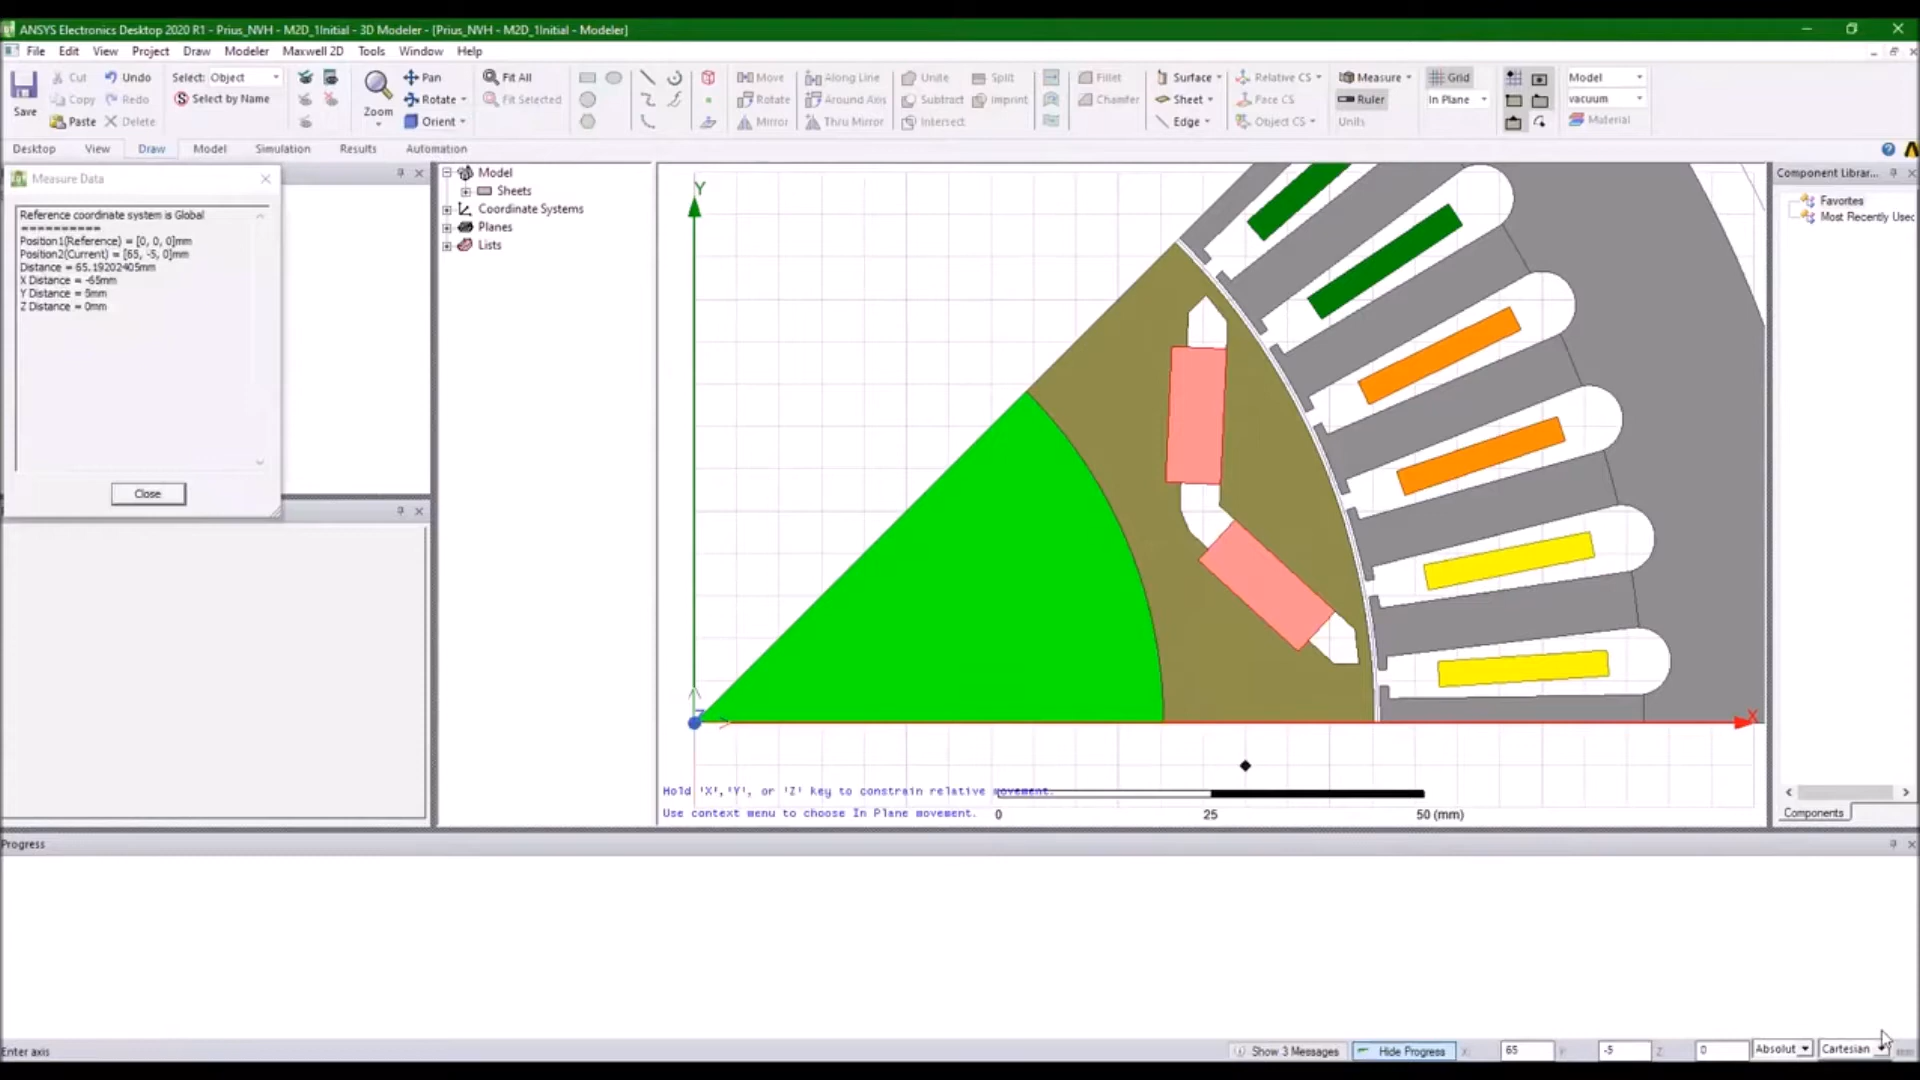 ANSYS Electronics Desktop 2020 R1 - Prius_NVH - M2D_1Initial - 3D Modeler - [Prius_NVH - M2D_1Initial - Modeler]
File Edit View Project Draw Modeler Maxwell 2D Tools Window Help
Cut Undo Select: Object Pan Fit All Move Along Line Unite Split Fillet Surface Relative CS Measure Grid Model
Save Copy Redo Select by Name Zoom Rotate Fit Selected Rotate Around Axis Subtract Imprint Chamfer Sheet Face CS Ruler In Plane vacuum
Paste Delete Orient Mirror Thru Mirror Intersect Edge Object CS Units Material
Desktop View Draw Model Simulation Results Automation
Measure Data
Reference coordinate system is Global
==========
Position1(Reference) = [0, 0, 0]mm
Position2(Current) = [65, -5, 0]mm
Distance = 65.19202405mm
X Distance = -65mm
Y Distance = 5mm
Z Distance = 0mm
Close
Model
Sheets
Coordinate Systems
Planes
Lists
Y
X
Z
Hold 'X','Y', or 'Z' key to constrain relative movement.
Use context menu to choose In Plane movement.
0 25 50 (mm)
Component Librar...
Favorites
Most Recently Usec
Components
Progress
Enter axis Show 3 Messages Hide Progress X: 65 Y: -5 Z 0 Absolut Cartesian mm